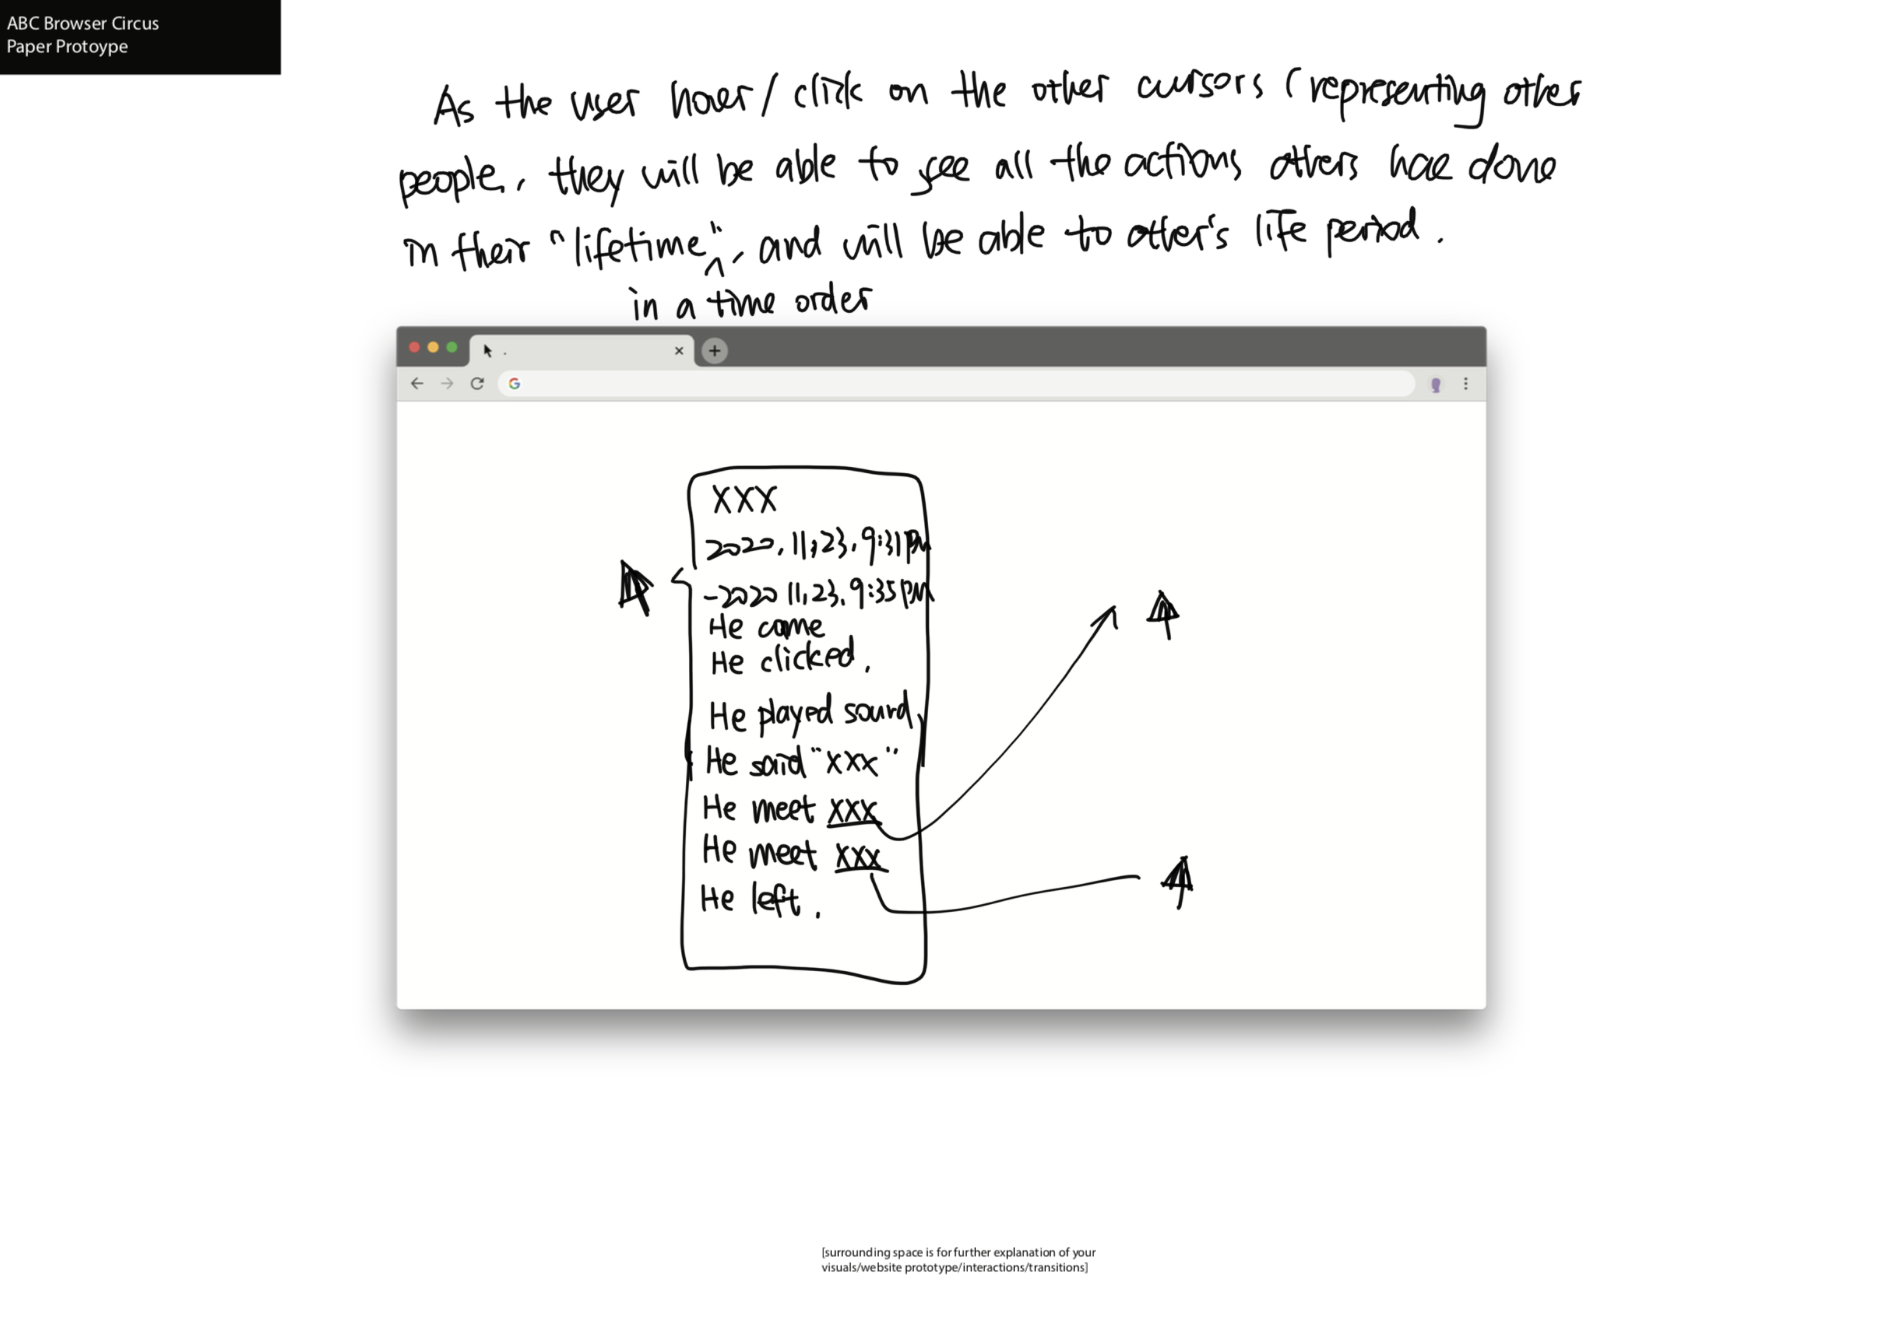 ABC Browser Circus
Paper Protoype
As the user hover/click on the other cursors (representing other
people, they will be able to see all the actions others hae done
in their "lifetime", and will be able to other's life period.
in a time order
XXX
2020.11.23.9:31PM
-2020 11.23.9:35PM
He came
He clicked.
He played sound,
He said "xxx"
He meet xxx
He meet xxx
He left.
[surrounding space is for further explanation of your
visuals/website prototype/interactions/transitions]